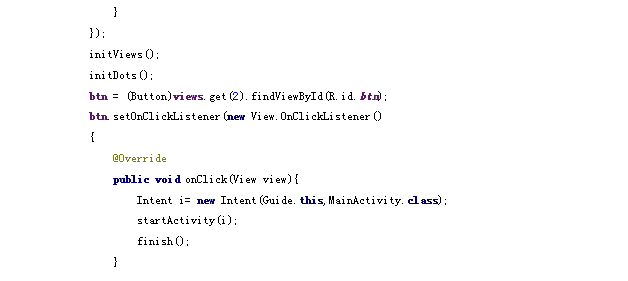 }
});
initViews();
initDots();
btn = (Button)views.get(2).findViewById(R.id.btn);
btn.setOnClickListener(new View.OnClickListener()
{
@Override
public void onClick(View view){
Intent i= new Intent(Guide.this,MainActivity.class);
startActivity(i);
finish();
}